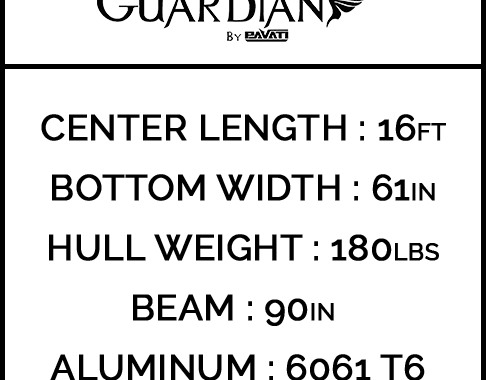 GUARDIAN
BY PAVATI
CENTER LENGTH : 16FT
BOTTOM WIDTH : 61IN
HULL WEIGHT : 180LBS
BEAM : 90IN
ALUMINUM : 6061 T6